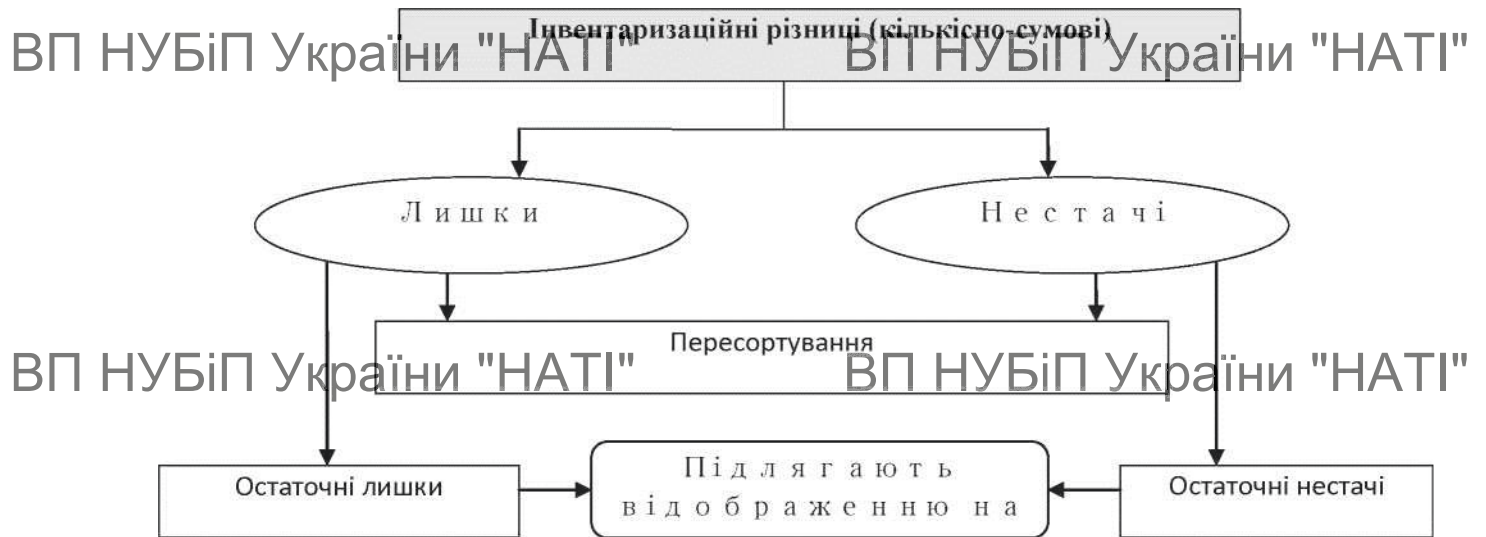 Інвентаризаційні різниці (кількісно-сумові)
ВП НУБіП України "НАТІ" ВП НУБіП України "НАТІ"
Лишки Нестачі
Пересортування
ВП НУБіП України "НАТІ" ВП НУБіП України "НАТІ"
Остаточні лишки Підлягають Остаточні нестачі
відображенню на